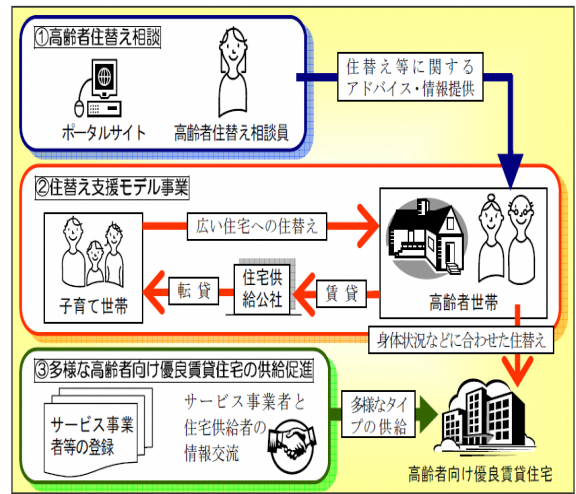 ①高齢者住替え相談
ポータルサイト
高齢者住替え相談員
住替え等に関する
アドバイス・情報提供
②住替え支援モデル事業
子育て世帯
広い住宅への住替え
転貸
住宅供
給公社
賃貸
高齢者世帯
身体状況などに合わせた住替え
③多様な高齢者向け優良賃貸住宅の供給促進
サービス事業
者等の登録
サービス事業者と
住宅供給者の
情報交流
多様なタイ
プの供給
高齢者向け優良賃貸住宅